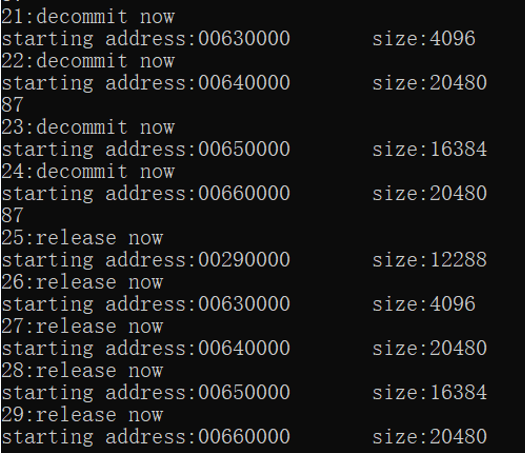 21:decommit now
starting address:00630000 size:4096
22:decommit now
starting address:00640000 size:20480
87
23:decommit now
starting address:00650000 size:16384
24:decommit now
starting address:00660000 size:20480
87
25:release now
starting address:00290000 size:12288
26:release now
starting address:00630000 size:4096
27:release now
starting address:00640000 size:20480
28:release now
starting address:00650000 size:16384
29:release now
starting address:00660000 size:20480